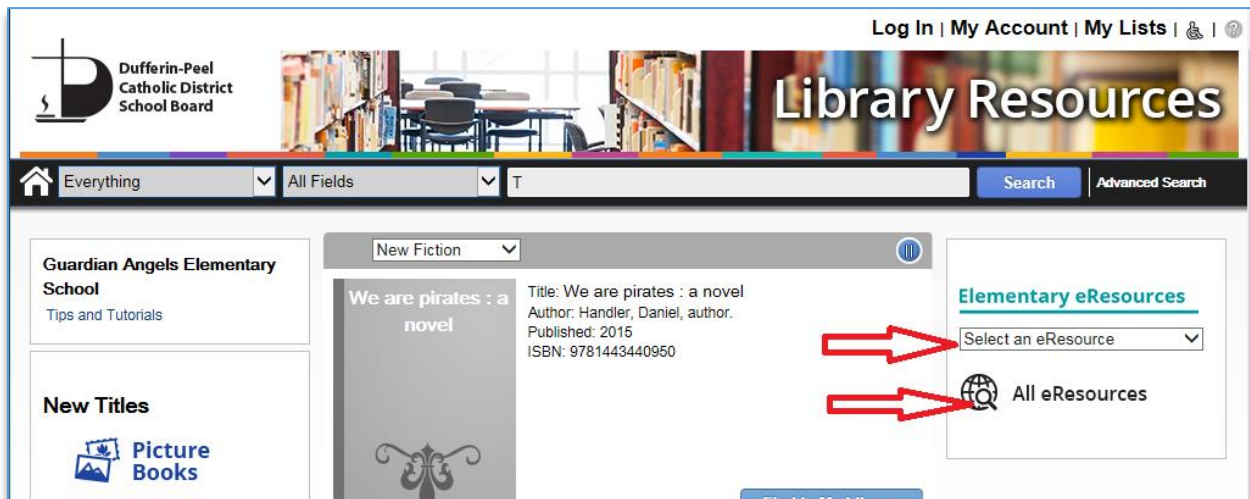 Log In | My Account | My Lists
Dufferin-Peel
Catholic District
School Board
Library Resources
Everything
All Fields
T
Search
Advanced Search
Guardian Angels Elementary
School
Tips and Tutorials
New Titles
Picture
Books
New Fiction
We are pirates : a
novel
Title: We are pirates : a novel
Author: Handler, Daniel, author.
Published: 2015
ISBN: 9781443440950
Elementary eResources
Select an eResource
All eResources